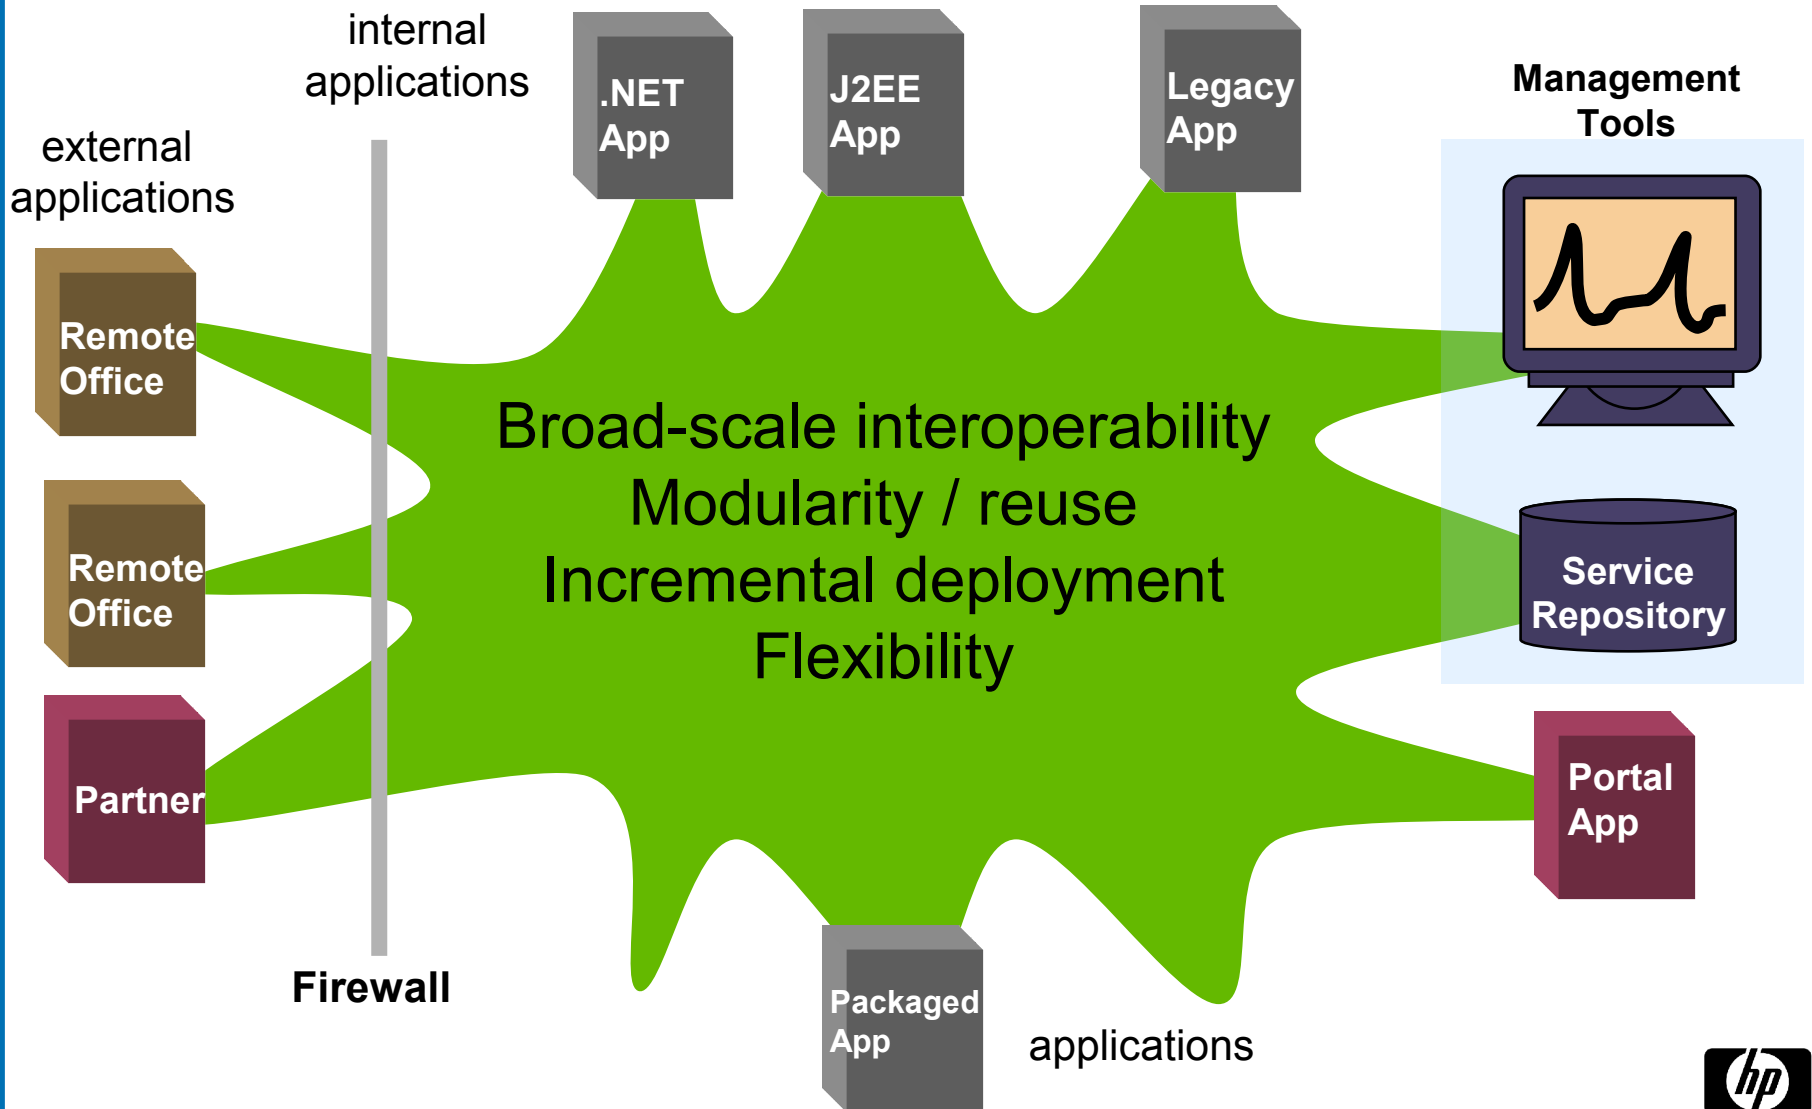 internal
applications
external
applications
.NET
App
J2EE
App
Legacy
App
Management
Tools
Remote
Office
Broad-scale interoperability
Modularity / reuse
Incremental deployment
Flexibility
Remote
Office
Service
Repository
Partner
Portal
App
Firewall
Packaged
App
applications
hp